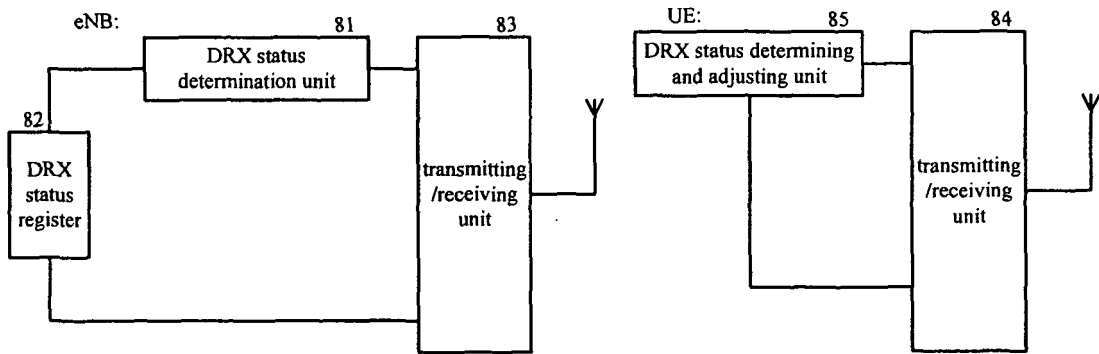 eNB:
81
DRX status
determination unit
83
82
DRX
status
register
transmitting
/receiving
unit
UE:
85
DRX status determining
and adjusting unit
84
transmitting
/receiving
unit